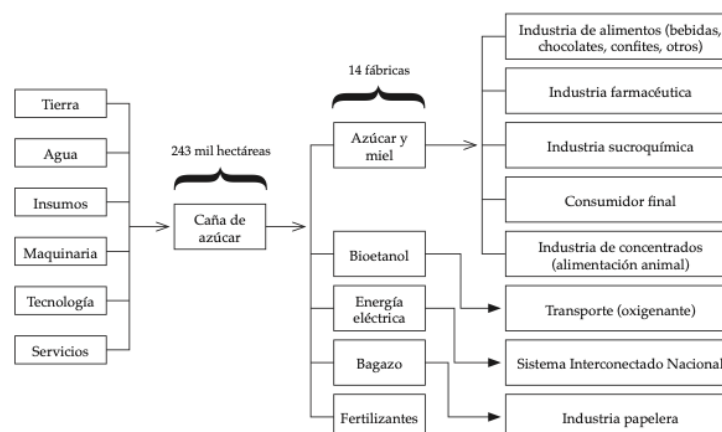 Tierra
Agua
Insumos
Maquinaria
Tecnología
Servicios
243 mil hectáreas
Caña de
azúcar
14 fábricas
Azúcar y
miel
Bioetanol
Energía
eléctrica
Bagazo
Fertilizantes
Industria de alimentos (bebidas,
chocolates, confites, otros)
Industria farmacéutica
Industria sucroquímica
Consumidor final
Industria de concentrados
(alimentación animal)
Transporte (oxigenante)
Sistema Interconectado Nacional
Industria papelera